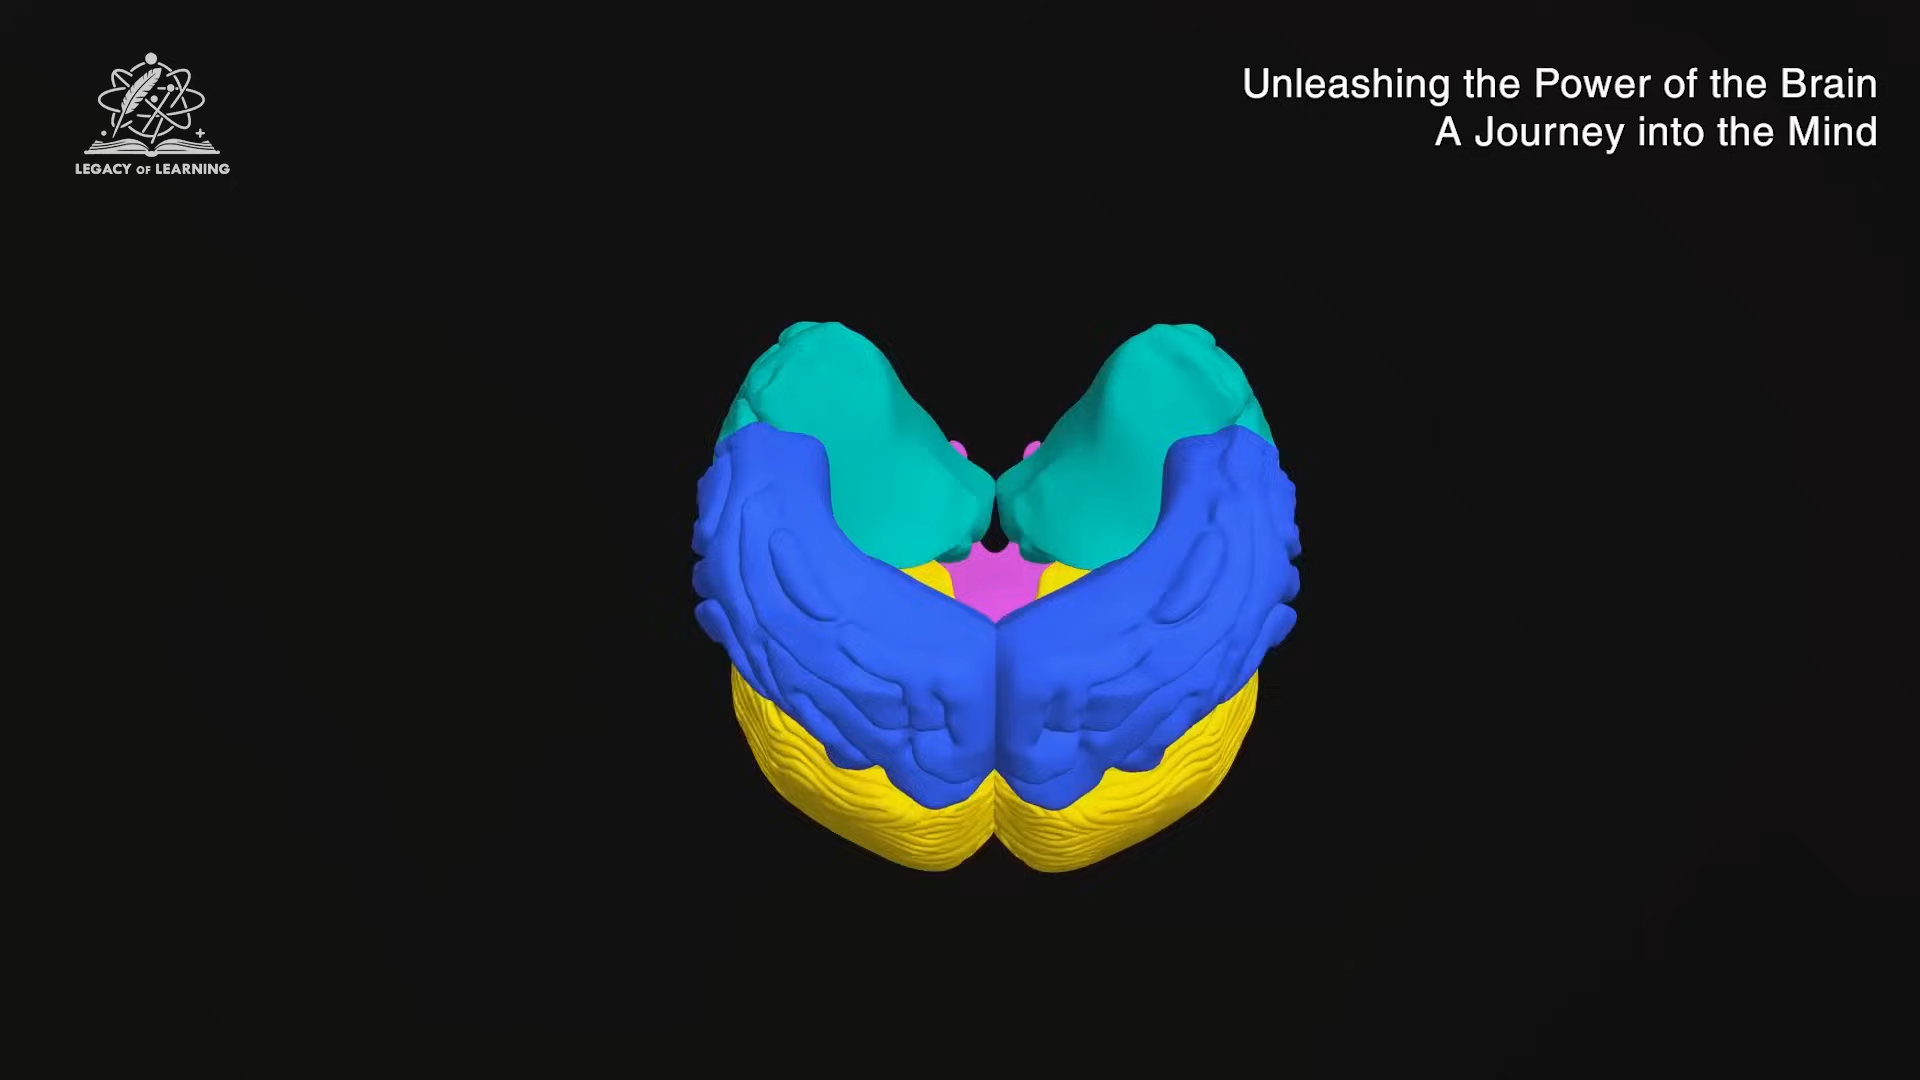 LEGACY OF LEARNING
Unleashing the Power of the Brain
A Journey into the Mind